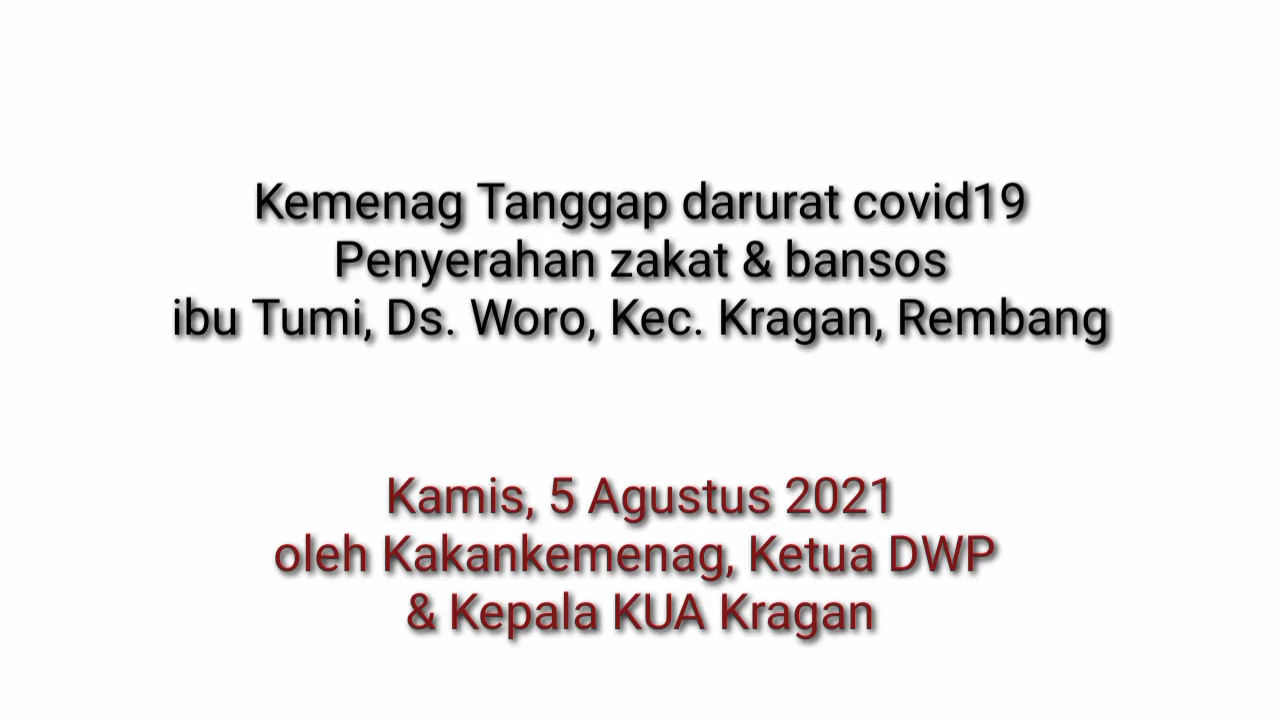 Kemenag Tanggap darurat covid19
Penyerahan zakat & bansos
ibu Tumi, Ds. Woro, Kec. Kragan, Rembang
Kamis, 5 Agustus 2021
oleh Kakankemenag, Ketua DWP
& Kepala KUA Kragan